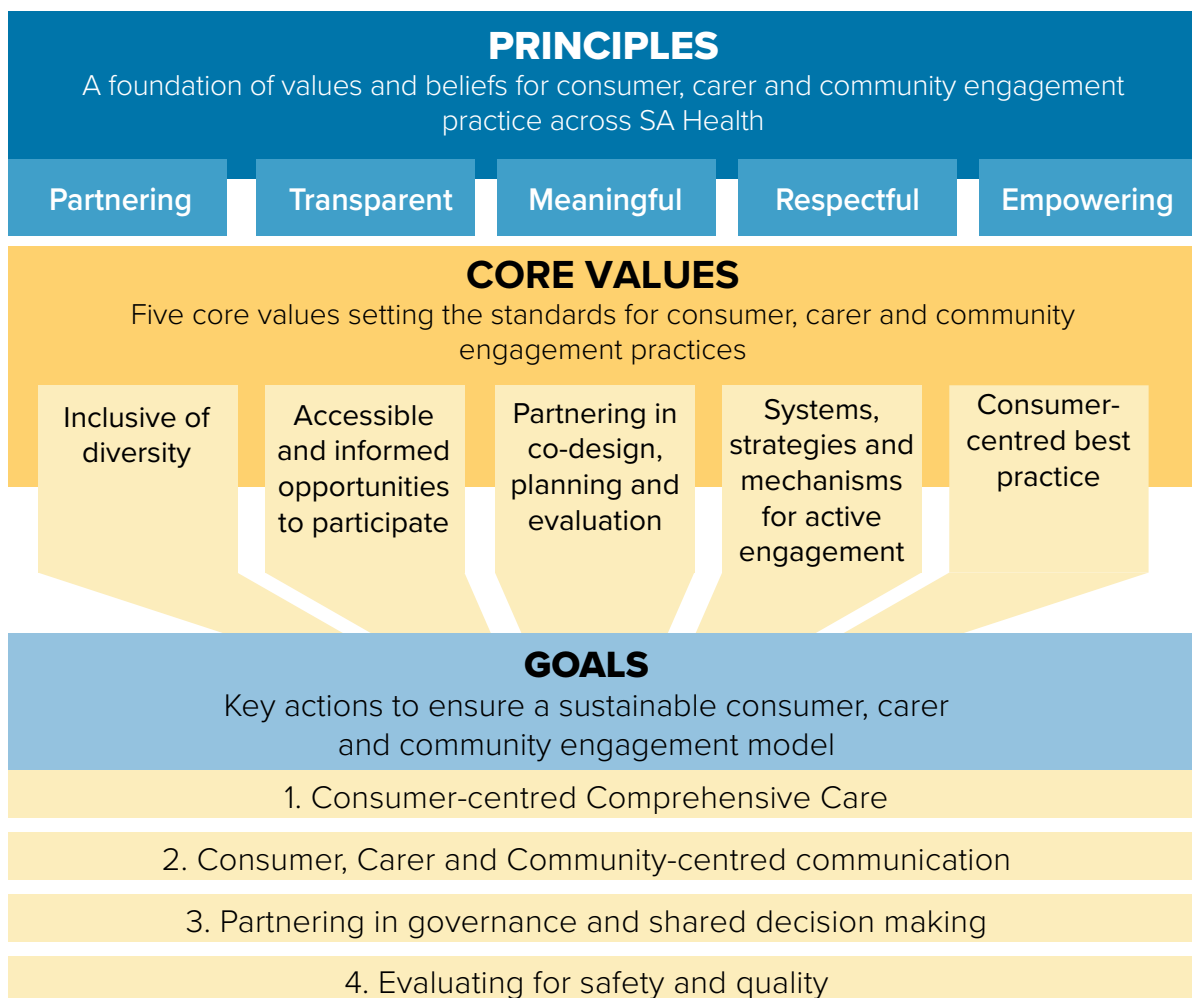 PRINCIPLES
A foundation of values and beliefs for consumer, carer and community engagement
practice across SA Health
Partnering
Transparent
Meaningful
Respectful
Empowering
CORE VALUES
Five core values setting the standards for consumer, carer and community
engagement practices
Inclusive of
diversity
Accessible
and informed
opportunities
to participate
Partnering in
co-design,
planning and
evaluation
Systems,
strategies and
mechanisms
for active
engagement
Consumer-
centred best
practice
GOALS
Key actions to ensure a sustainable consumer, carer
and community engagement model
1. Consumer-centred Comprehensive Care
2. Consumer, Carer and Community-centred communication
3. Partnering in governance and shared decision making
4. Evaluating for safety and quality